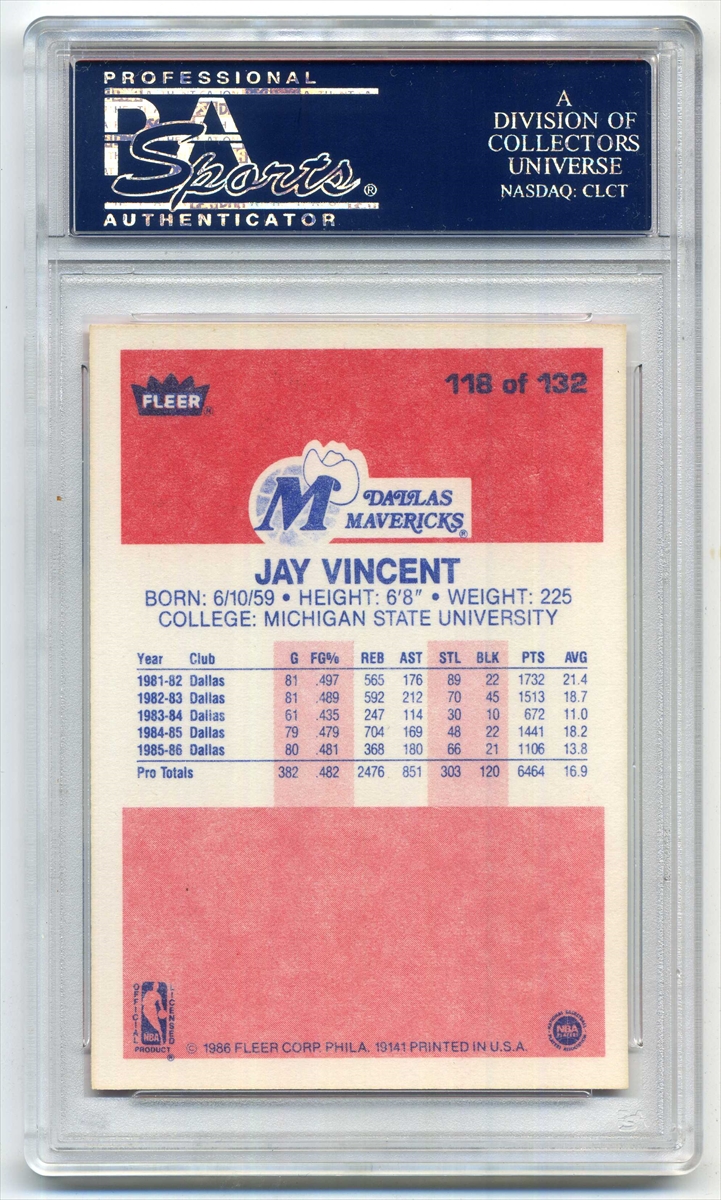 PROFESSIONAL
PSA
Sports®
AUTHENTICATOR
A
DIVISION OF
COLLECTORS
UNIVERSE
NASDAQ: CLCT
FLEER®
118 of 132
M DALLAS
MAVERICKS®
JAY VINCENT
BORN: 6/10/59 • HEIGHT: 6'8" • WEIGHT: 225
COLLEGE: MICHIGAN STATE UNIVERSITY
Year Club G FG% REB AST STL BLK PTS AVG
1981-82 Dallas 81 .497 565 176 89 22 1732 21.4
1982-83 Dallas 81 .489 592 212 70 45 1513 18.7
1983-84 Dallas 61 .435 247 114 30 10 672 11.0
1984-85 Dallas 79 .479 704 169 48 22 1441 18.2
1985-86 Dallas 80 .481 368 180 66 21 1106 13.8
Pro Totals 382 .482 2476 851 303 120 6464 16.9
OFFICIAL NBA LICENSED
PRODUCT®
© 1986 FLEER CORP. PHILA. 19141 PRINTED IN U.S.A.
NATIONAL BASKETBALL
NBA
PLAYERS
PLAYERS ASSOCIATION